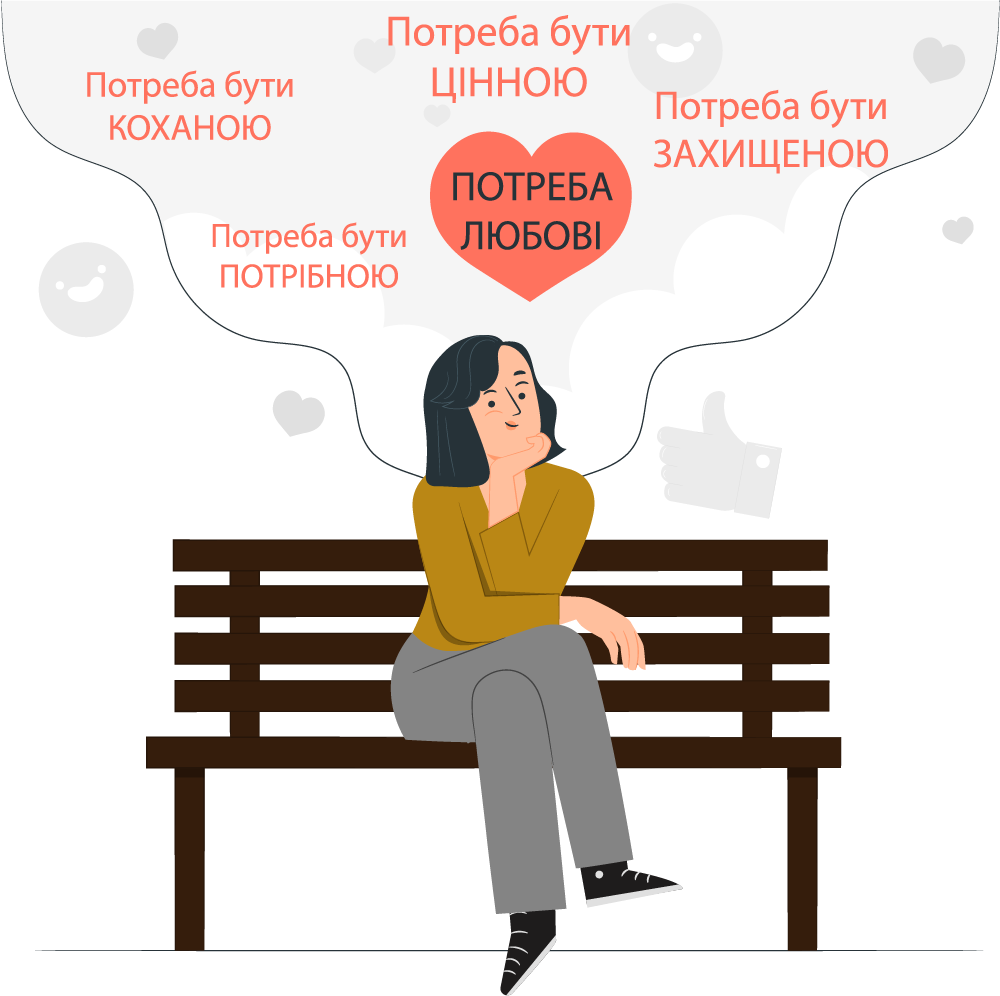 Потреба бути
ЦІННОЮ
Потреба бути
КОХАНОЮ
Потреба бути
ЗАХИЩЕНОЮ
ПОТРЕБА
ЛЮБОВІ
Потреба бути
ПОТРІБНОЮ